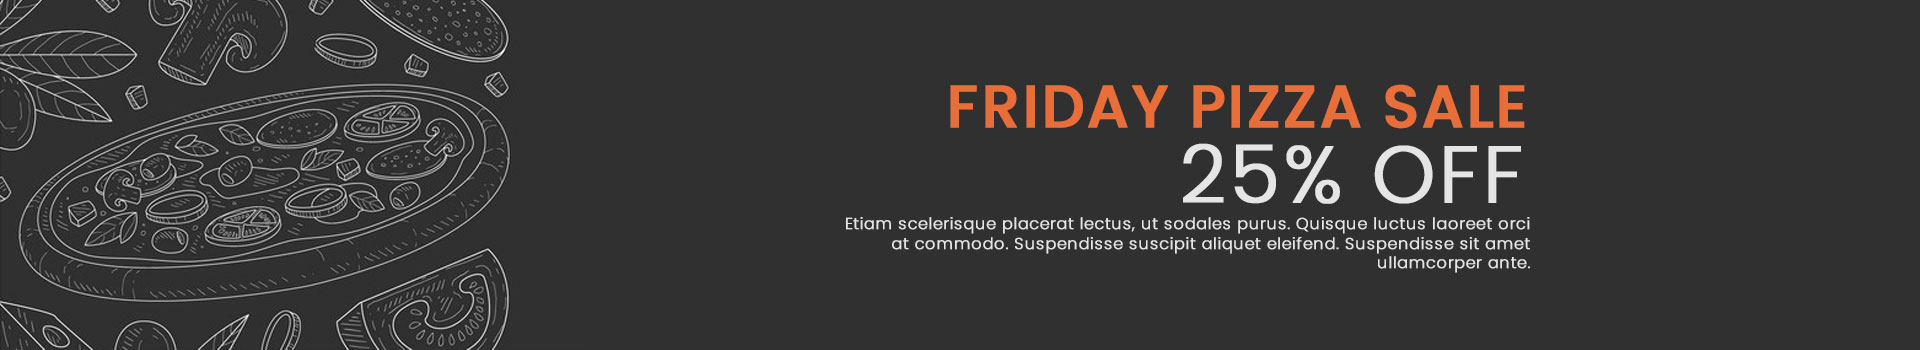 FRIDAY PIZZA SALE
25% OFF
Etiam scelerisque placerat lectus, ut sodales purus. Quisque luctus laoreet orci
at commodo. Suspendisse suscipit aliquet eleifend. Suspendisse sit amet
ullamcorper ante.